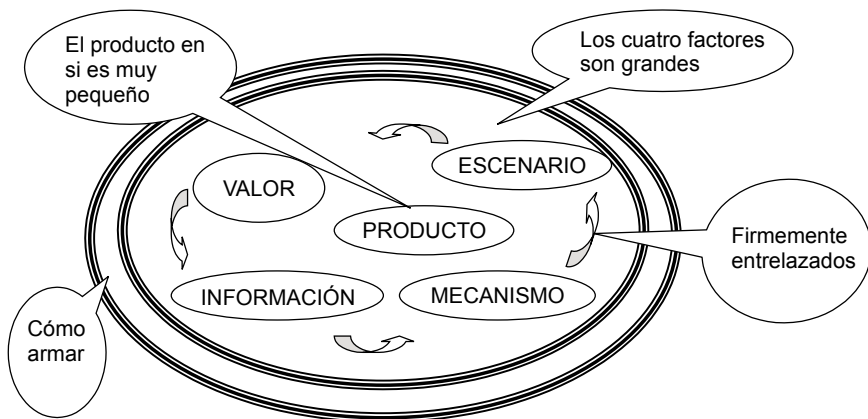 El producto en
si es muy
pequeño
Los cuatro factores
son grandes
ESCENARIO
VALOR
PRODUCTO
Firmemente
entrelazados
INFORMACIÓN
MECANISMO
Cómo
armar